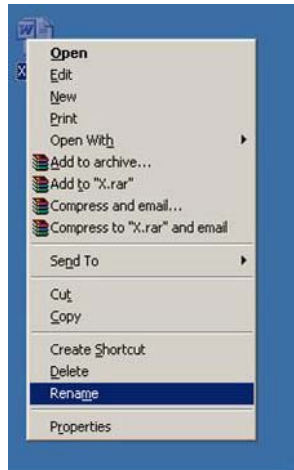 X
Open
Edit
New
Print
Open With
Add to archive...
Add to "X.rar"
Compress and email...
Compress to "X.rar" and email
Send To
Cut
Copy
Create Shortcut
Delete
Rename
Properties